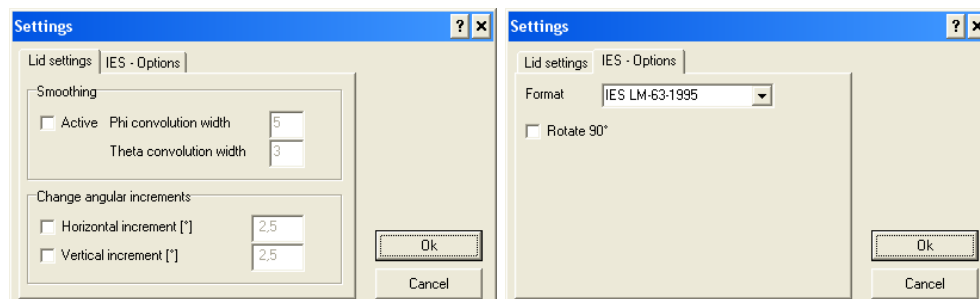 Settings
Lid settings IES - Options
Smoothing
Active Phi convolution width 5
Theta convolution width 3
Change angular increments
Horizontal increment [°] 2,5
Vertical increment [°] 2,5
Ok
Cancel
Settings
Lid settings IES - Options
Format IES LM-63-1995
Rotate 90°
Ok
Cancel